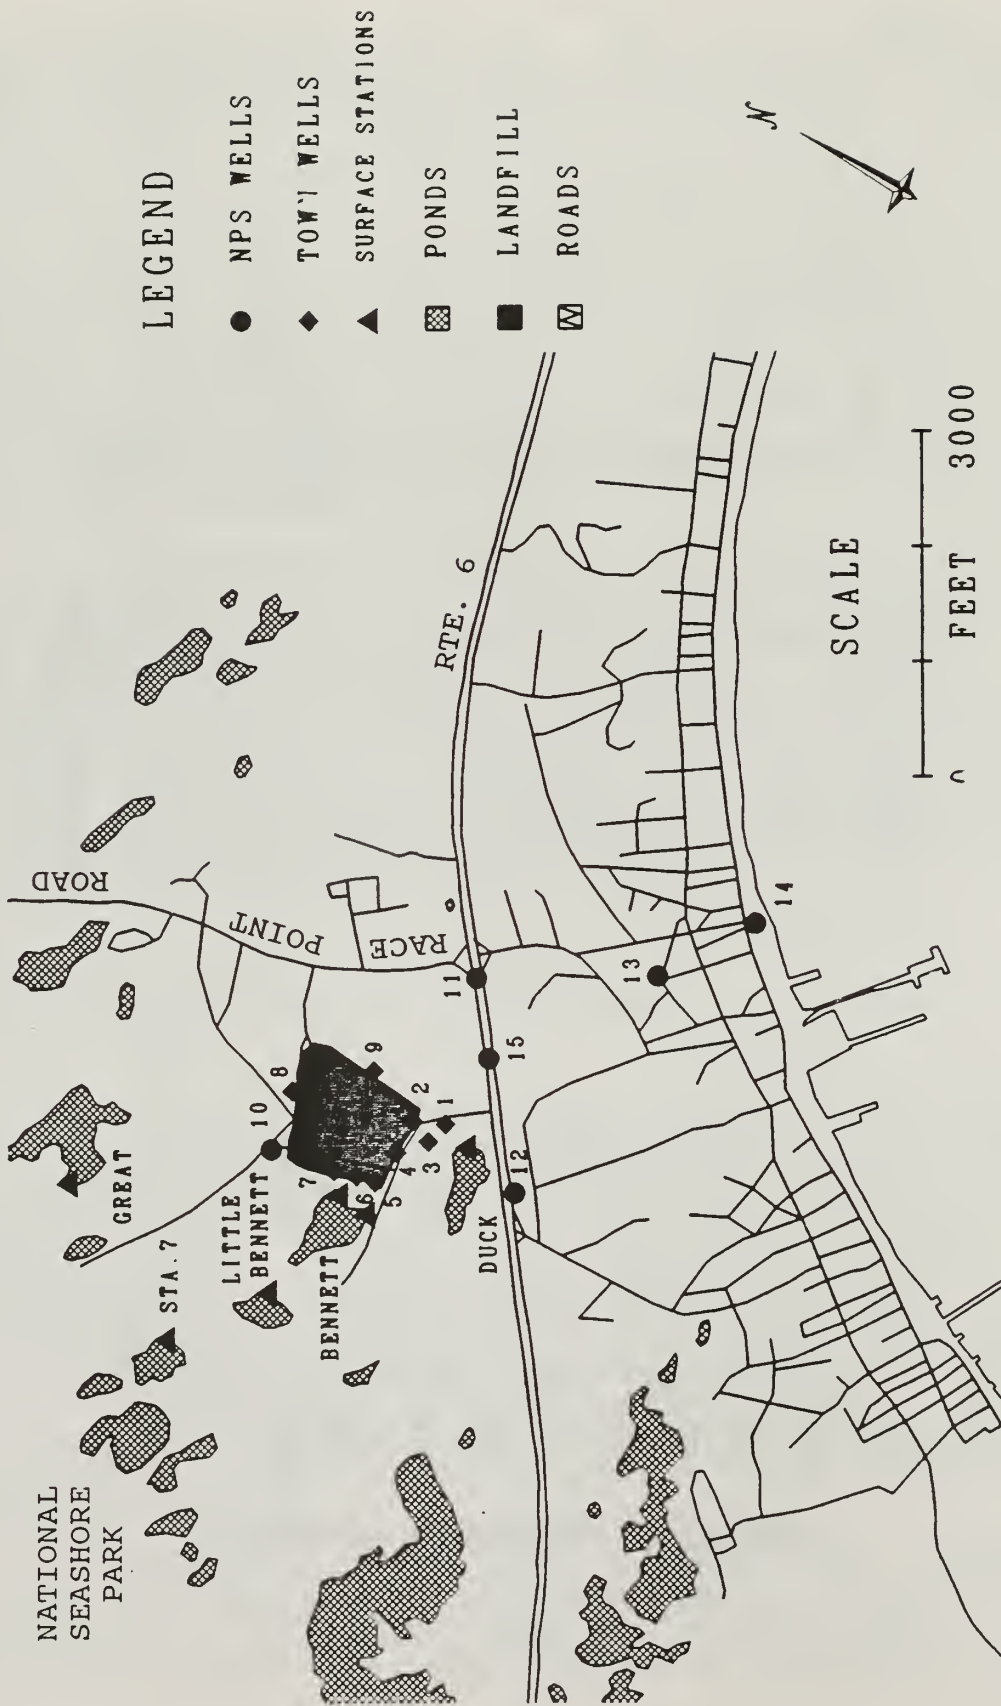 LEGEND
NPS WELLS
TOW'1 WELLS
SURFACE STATIONS
PONDS
LANDFILL
ROADS
N
NATIONAL
SEASHORE
PARK
STA. 7
GREAT
LITTLE
BENNETT
BENNETT
DUCK
RACE
POINT
ROAD
RTE. 6
10
8
9
7
6
5
4
3
2
1
11
15
12
13
14
SCALE
FEET 3000